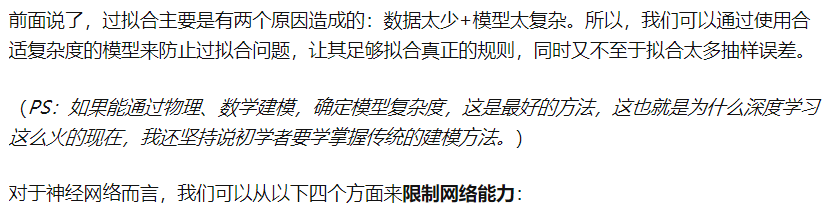 前面说了，过拟合主要是有两个原因造成的：数据太少+模型太复杂。所以，我们可以通过使用合
适复杂度的模型来防止过拟合问题，让其足够拟合真正的规则，同时又不至于拟合太多抽样误差。
（PS：如果能通过物理、数学建模，确定模型复杂度，这是最好的方法，这也就是为什么深度学习
这么火的现在，我还坚持说初学者要学掌握传统的建模方法。）
对于神经网络而言，我们可以从以下四个方面来限制网络能力：